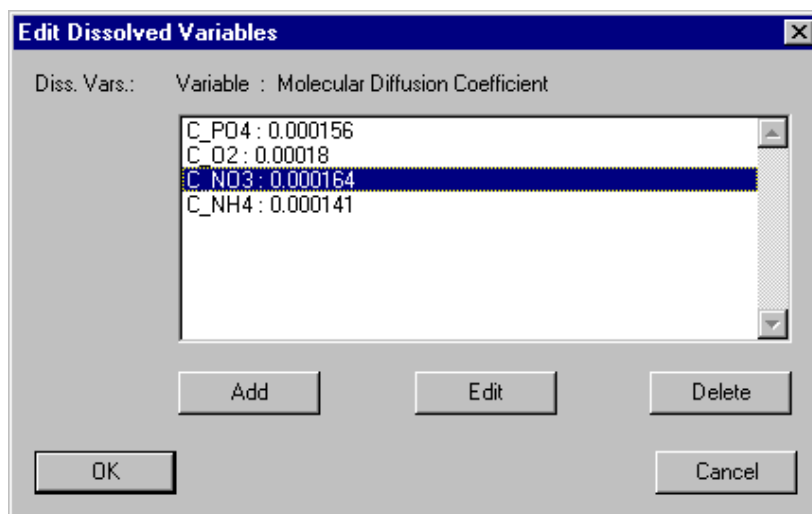 Edit Dissolved Variables
Diss. Vars.: Variable : Molecular Diffusion Coefficient
C_PO4 : 0.000156
C_O2 : 0.00018
C_NO3 : 0.000164
C_NH4 : 0.000141
Add Edit Delete
OK Cancel